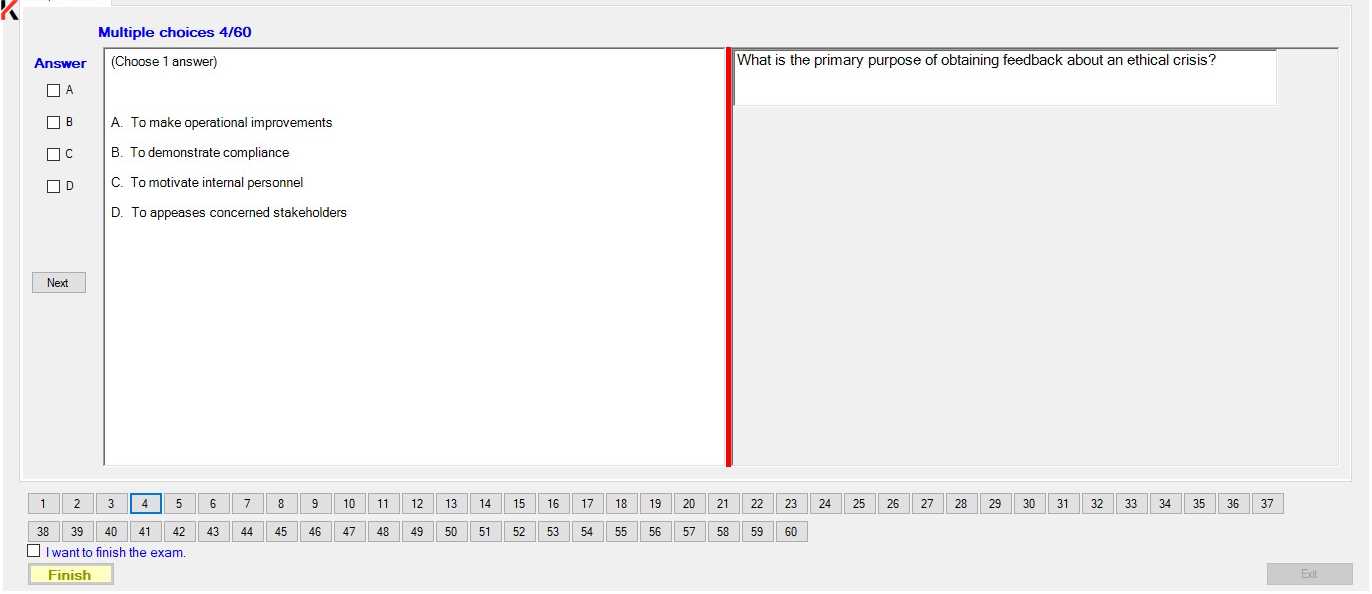 Multiple choices 4/60
Answer
(Choose 1 answer)
What is the primary purpose of obtaining feedback about an ethical crisis?
A
B
C
D
A. To make operational improvements
B. To demonstrate compliance
C. To motivate internal personnel
D. To appeases concerned stakeholders
Next
1 2 3 4 5 6 7 8 9 10 11 12 13 14 15 16 17 18 19 20 21 22 23 24 25 26 27 28 29 30 31 32 33 34 35 36 37
38 39 40 41 42 43 44 45 46 47 48 49 50 51 52 53 54 55 56 57 58 59 60
I want to finish the exam.
Finish
Exit